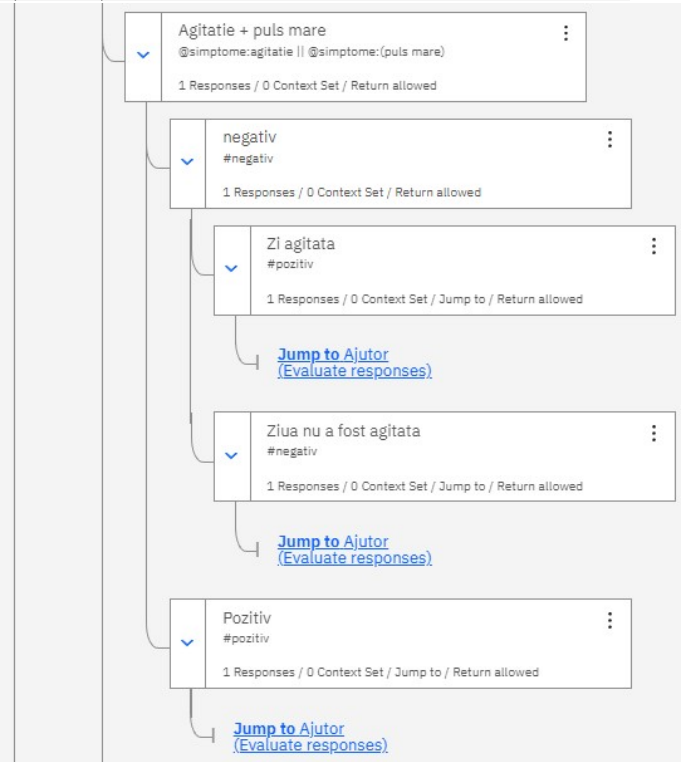 Agitatie + puls mare
@simptome:agitatie || @simptome:(puls mare)
1 Responses / 0 Context Set / Return allowed
negativ
#negativ
1 Responses / 0 Context Set / Return allowed
Zi agitata
#pozitiv
1 Responses / 0 Context Set / Jump to / Return allowed
Jump to Ajutor
(Evaluate responses)
Ziua nu a fost agitata
#negativ
1 Responses / 0 Context Set / Jump to / Return allowed
Jump to Ajutor
(Evaluate responses)
Pozitiv
#pozitiv
1 Responses / 0 Context Set / Jump to / Return allowed
Jump to Ajutor
(Evaluate responses)